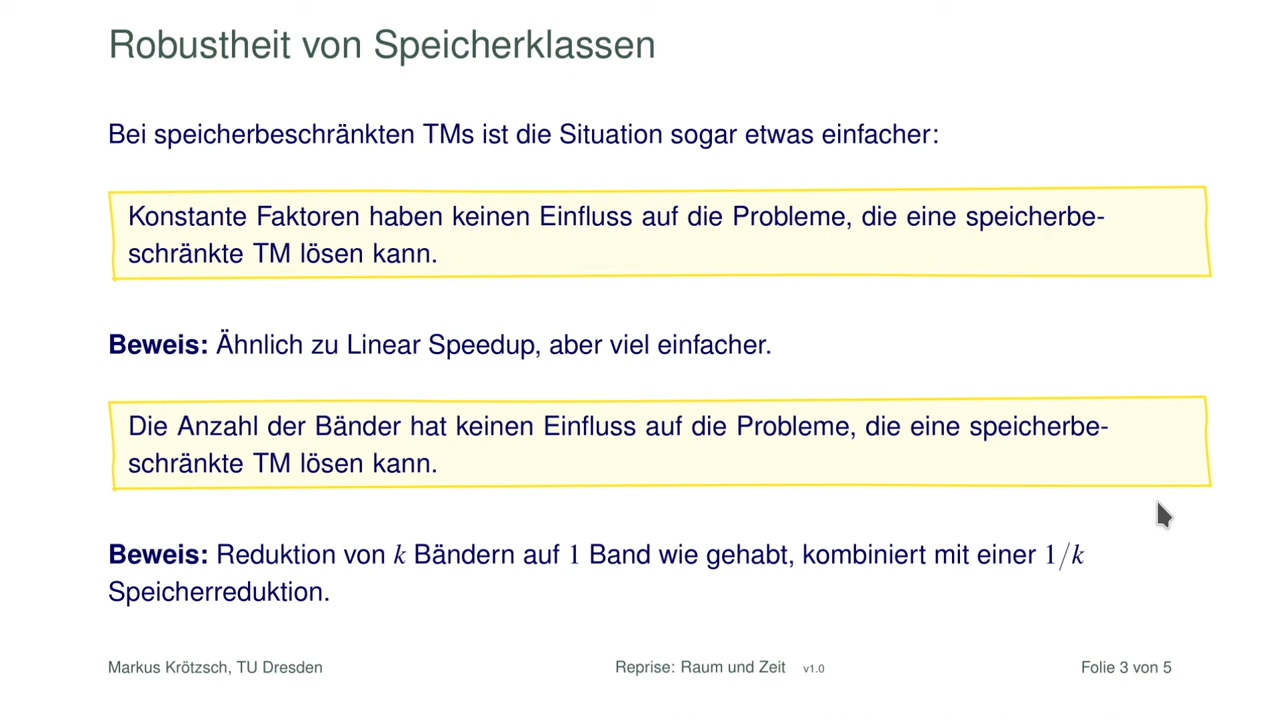 Robustheit von Speicherklassen
Bei speicherbeschränkten TMs ist die Situation sogar etwas einfacher:
Konstante Faktoren haben keinen Einfluss auf die Probleme, die eine speicherbe-
schränkte TM lösen kann.
Beweis: Ähnlich zu Linear Speedup, aber viel einfacher.
Die Anzahl der Bänder hat keinen Einfluss auf die Probleme, die eine speicherbe-
schränkte TM lösen kann.
Beweis: Reduktion von k Bändern auf 1 Band wie gehabt, kombiniert mit einer 1/k
Speicherreduktion.
Markus Krötzsch, TU Dresden Reprise: Raum und Zeit v1.0 Folie 3 von 5